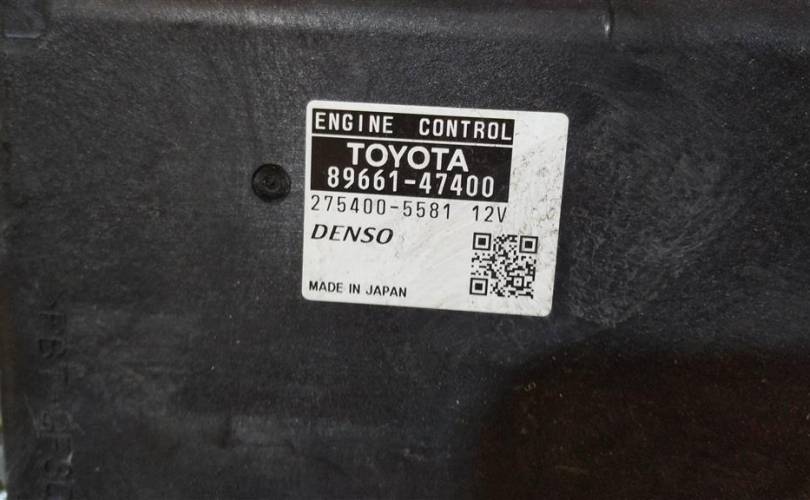 ENGINE CONTROL
TOYOTA
89661-47400
275400-5581 12V
DENSO
MADE IN JAPAN